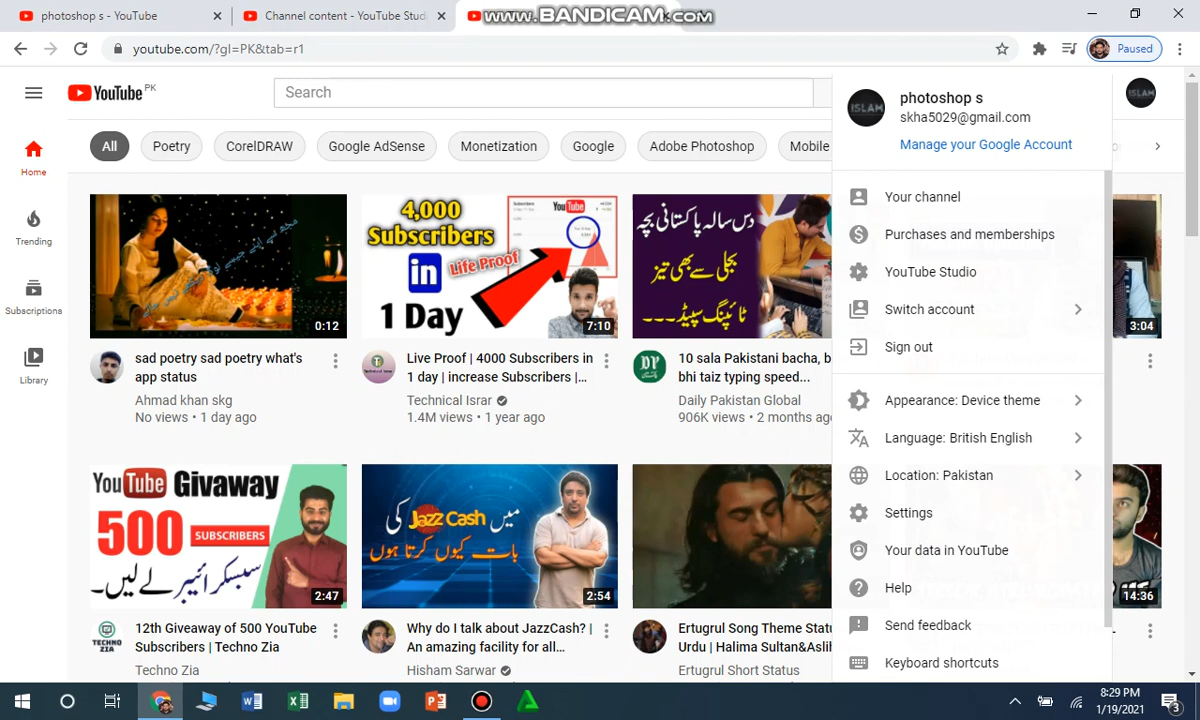 photoshop s - YouTube
Channel content - YouTube Studi
www.BANDICAM.com
youtube.com/?gl=PK&tab=r1
Paused
YouTube PK
Search
All
Poetry
CorelDRAW
Google AdSense
Monetization
Google
Adobe Photoshop
Mobile
ISLAM
photoshop s
skha5029@gmail.com
Manage your Google Account
Your channel
Purchases and memberships
YouTube Studio
Switch account
Sign out
Appearance: Device theme
Language: British English
Location: Pakistan
Settings
Your data in YouTube
Help
Send feedback
Keyboard shortcuts
Home
Trending
Subscriptions
Library
0:12
sad poetry sad poetry what's
app status
Ahmad khan skg
No views • 1 day ago
4,000
Subscribers
in
Life Proof
1 Day
YouTube
7:10
Live Proof | 4000 Subscribers in
1 day | increase Subscribers |...
Technical Israr
1.4M views • 1 year ago
دس سالہ پاکستانی بچہ
بجلی سے بھی تیز
ٹائپنگ سپیڈ...
10 sala Pakistani bacha, b
bhi taiz typing speed...
Daily Pakistan Global
906K views • 2 months ago
3:04
YouTube Givaway
500 SUBSCRIBERS
سبسکرائیبر لے لیں۔
2:47
12th Giveaway of 500 YouTube
Subscribers | Techno Zia
Techno Zia
میں Jazz Cash کی
بات کیوں کرتا ہوں
2:54
Why do I talk about JazzCash? |
An amazing facility for all...
Hisham Sarwar
Ertugrul Song Theme Statu
Urdu | Halima Sultan&Aslih
Ertugrul Short Status
14:36
8:29 PM
1/19/2021
3